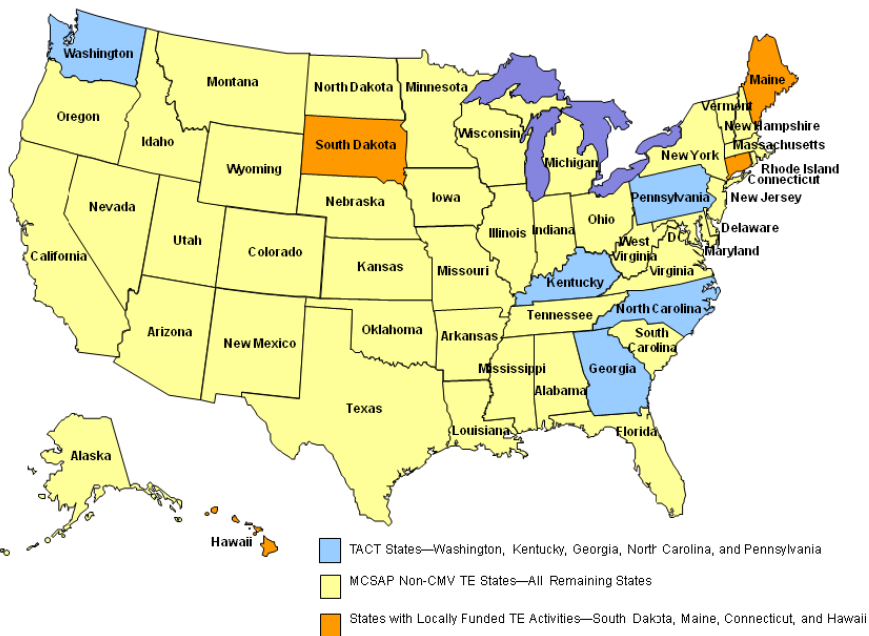 Washington
Maine
Montana
North Dakota
Minnesota
Vermont
Oregon
New Hampshire
Wisconsin
Idaho
South Dakota
Massachusetts
New York
Michigan
Wyoming
Rhode Island
Connecticut
Iowa
Pennsylvania
New Jersey
Nebraska
Nevada
Ohio
Illinois
Indiana
Delaware
Utah
West
Virginia
DC
Colorado
Maryland
California
Kansas
Missouri
Virginia
Kentucky
North Carolina
Tennessee
Oklahoma
Arizona
Arkansas
South
Carolina
New Mexico
Mississippi
Georgia
Alabama
Texas
Louisiana
Florida
Alaska
Hawaii
TACT States—Washington, Kentucky, Georgia, North Carolina, and Pennsylvania
MCSAP Non-CMV TE States—All Remaining States
States with Locally Funded TE Activities—South Dakota, Maine, Connecticut, and Hawaii